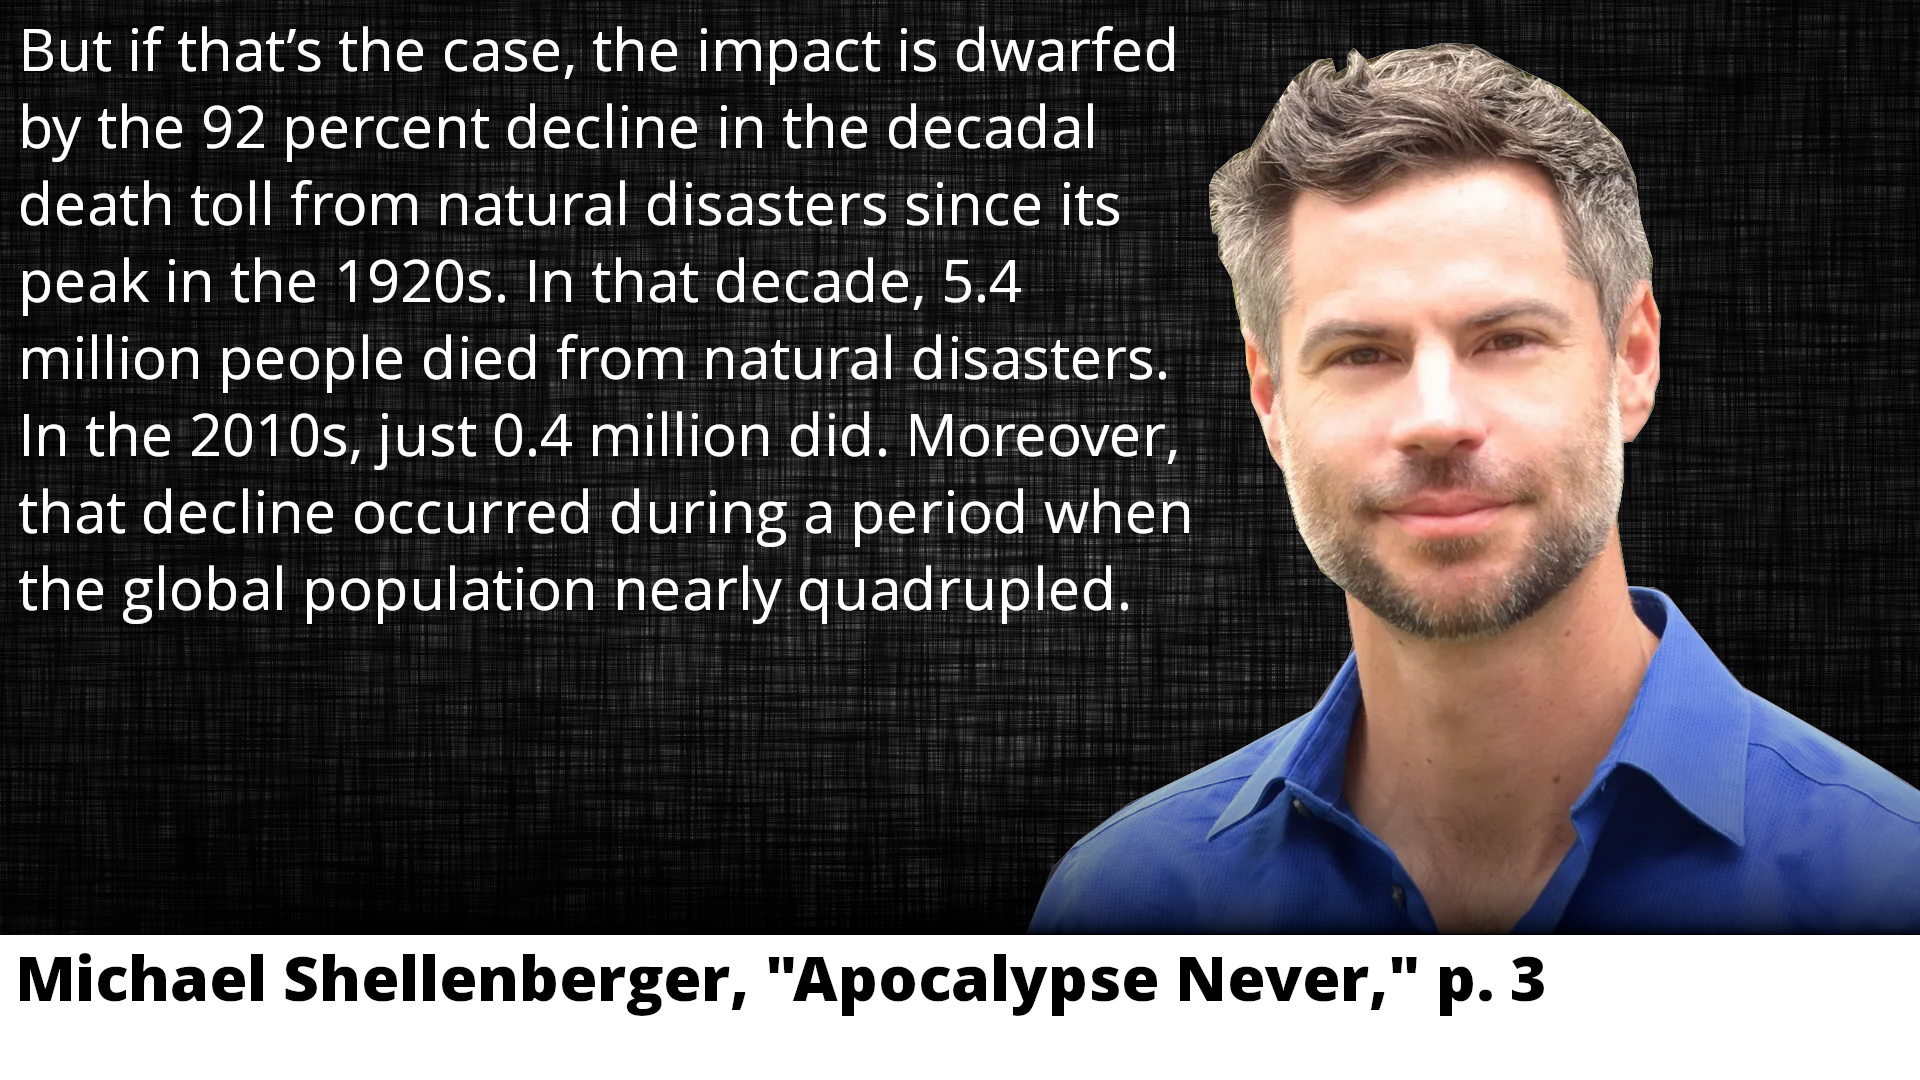 But if that’s the case, the impact is dwarfed
by the 92 percent decline in the decadal
death toll from natural disasters since its
peak in the 1920s. In that decade, 5.4
million people died from natural disasters.
In the 2010s, just 0.4 million did. Moreover,
that decline occurred during a period when
the global population nearly quadrupled.
Michael Shellenberger, "Apocalypse Never," p. 3